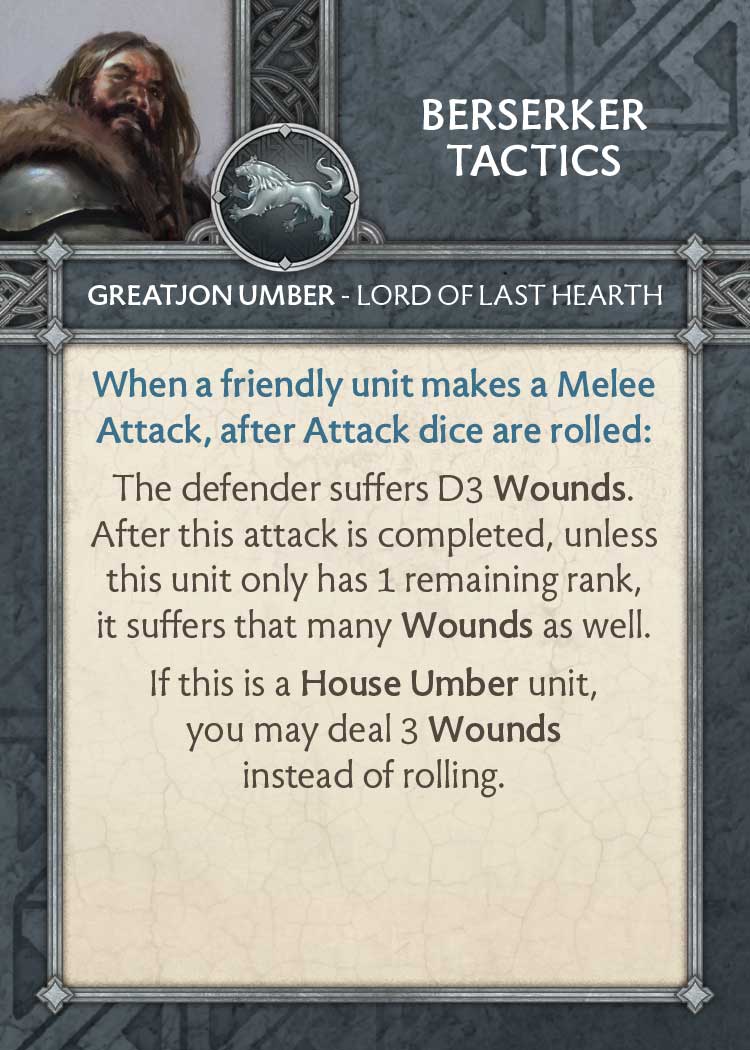 BERSERKER
TACTICS
GREATJON UMBER - LORD OF LAST HEARTH
When a friendly unit makes a Melee
Attack, after Attack dice are rolled:
The defender suffers D3 Wounds.
After this attack is completed, unless
this unit only has 1 remaining rank,
it suffers that many Wounds as well.
If this is a House Umber unit,
you may deal 3 Wounds
instead of rolling.